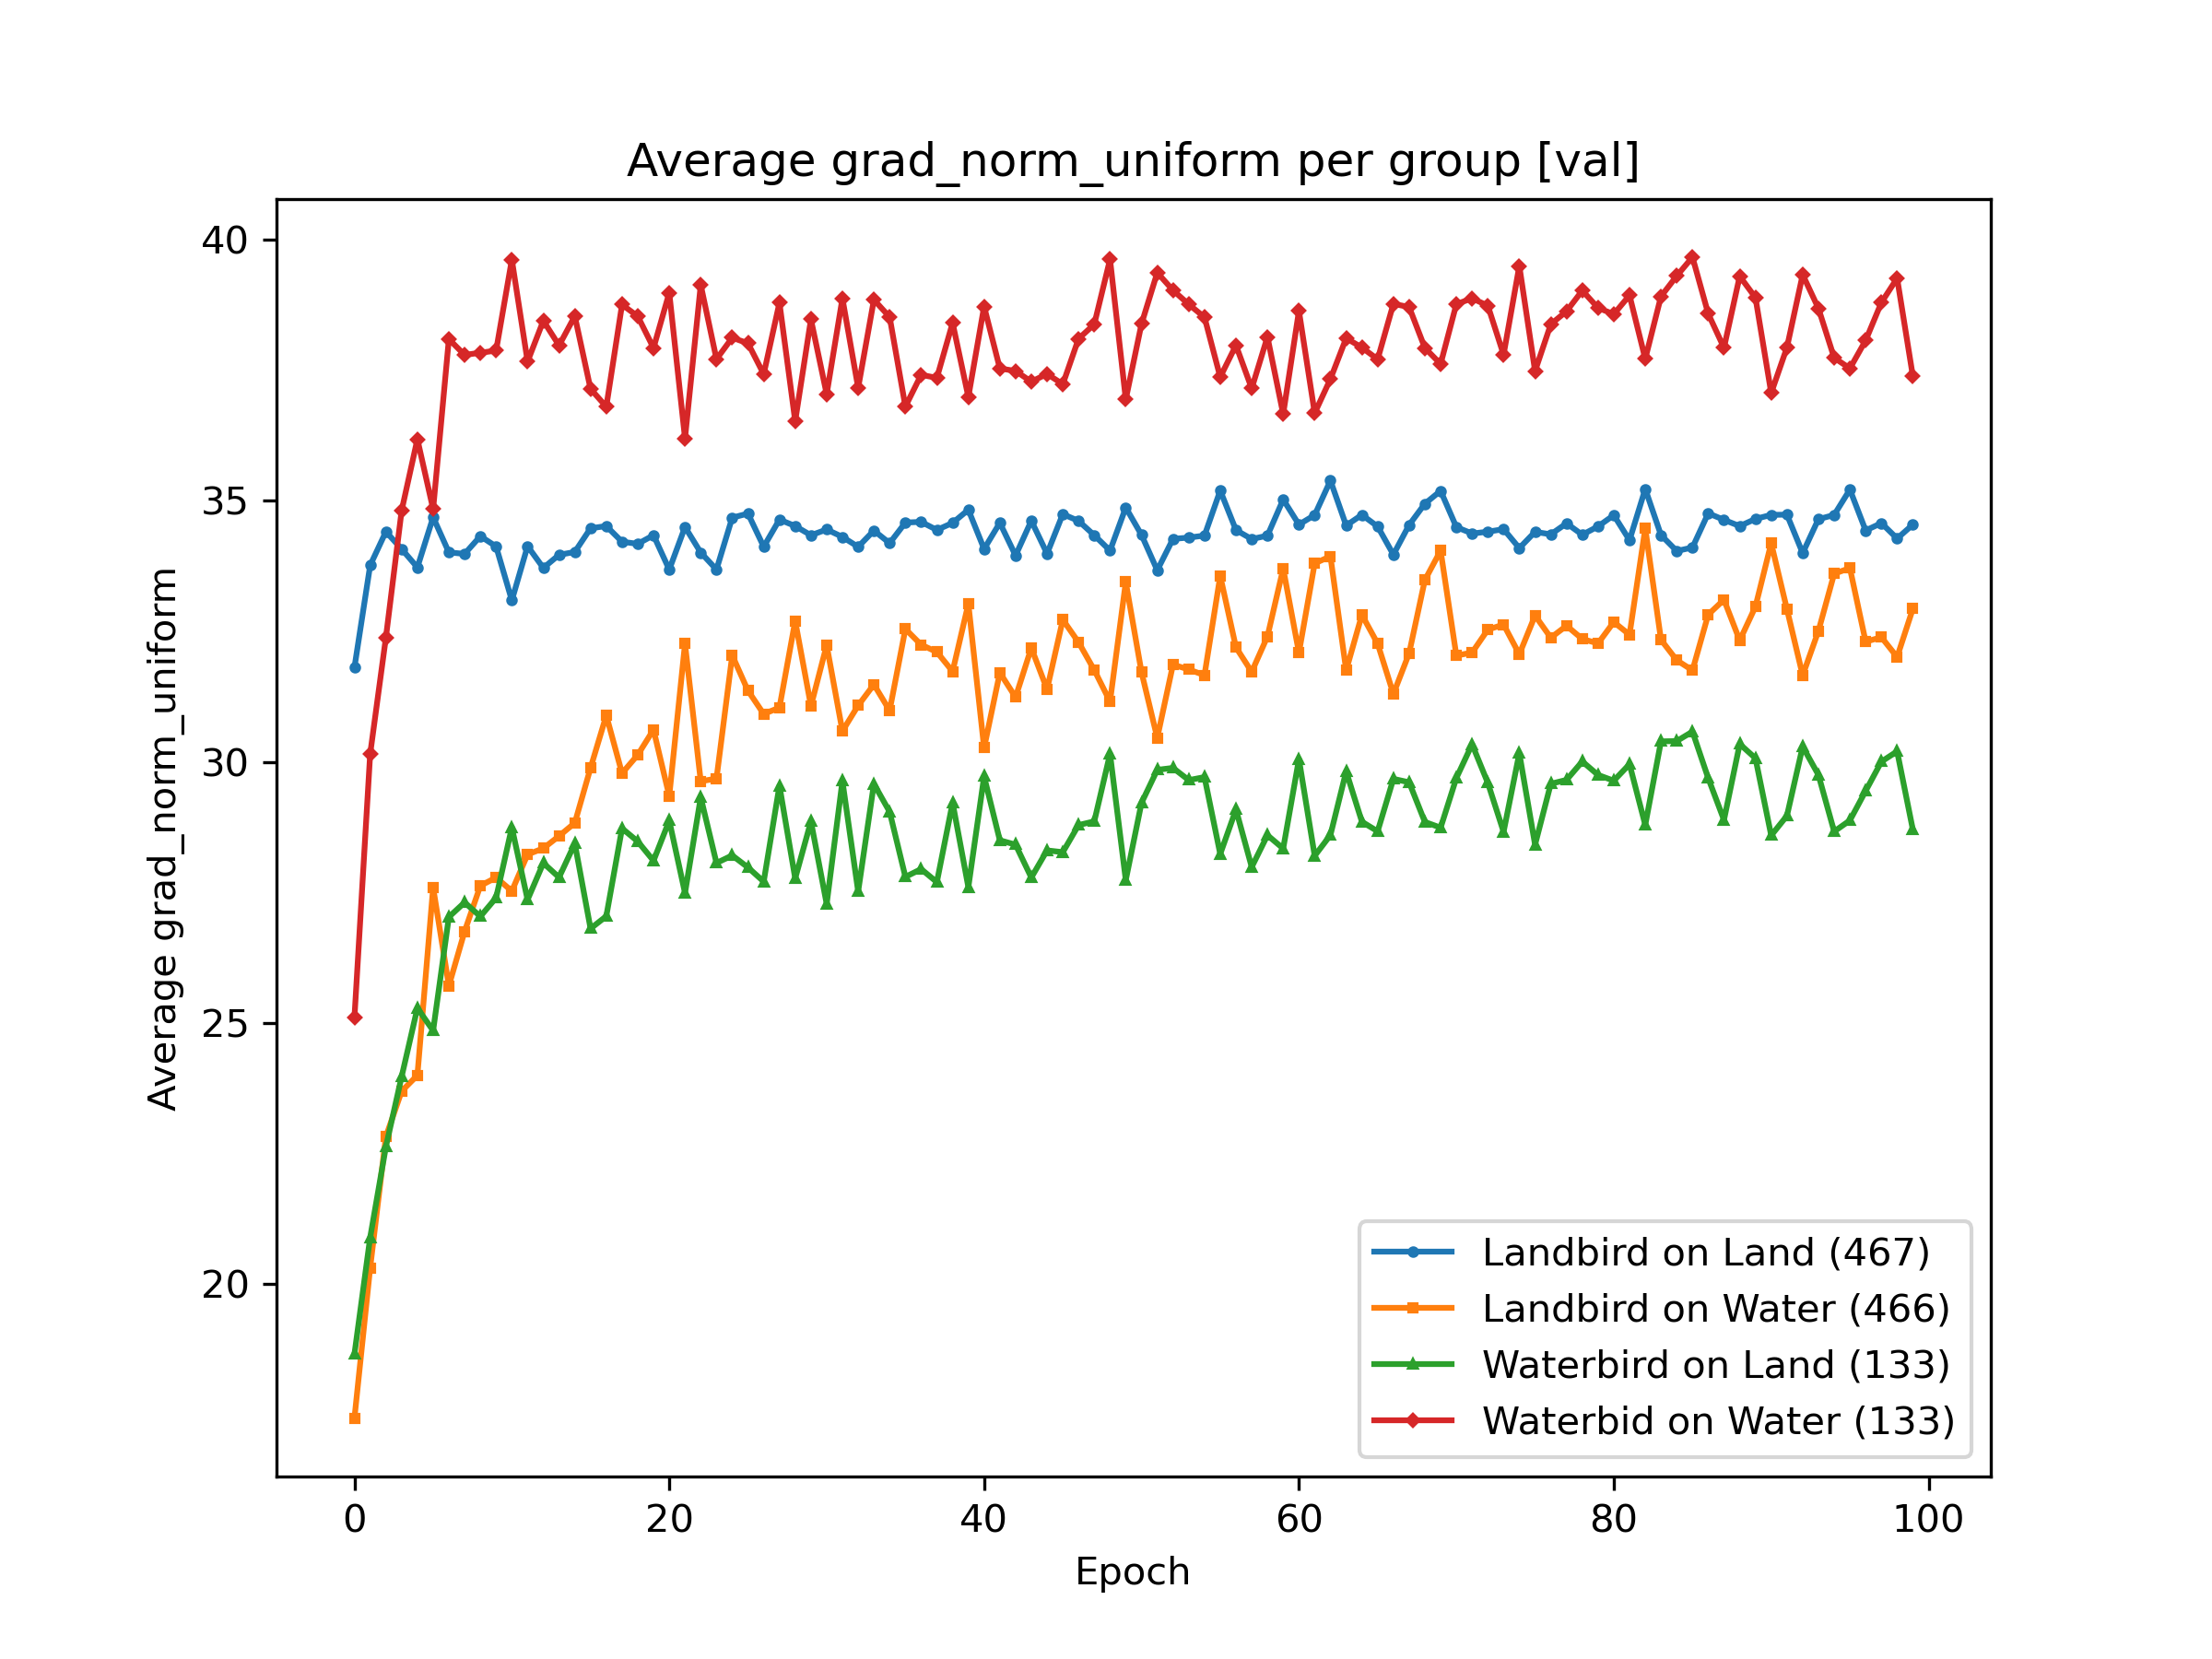 Average grad_norm_uniform per group [val]
Average grad_norm_uniform
40
35
30
25
20
0 20 40 60 80 100
Epoch
Landbird on Land (467)
Landbird on Water (466)
Waterbird on Land (133)
Waterbid on Water (133)